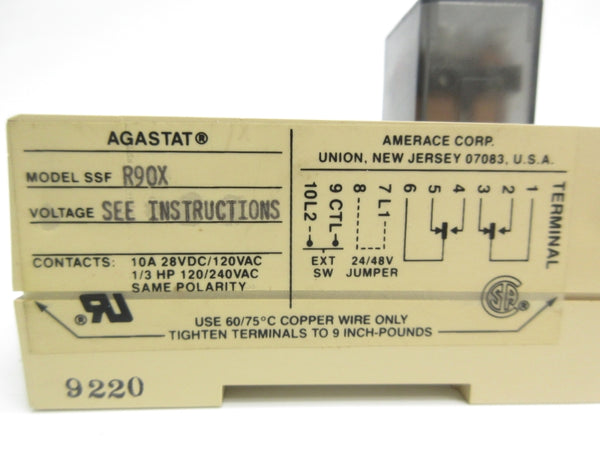 AGASTAT®
MODEL SSF R90X
VOLTAGE SEE INSTRUCTIONS
CONTACTS: 10A 28VDC/120VAC
1/3 HP 120/240VAC
SAME POLARITY
AMERACE CORP.
UNION, NEW JERSEY 07083, U.S.A.
10 L2
9 CTL
8
7 L1
6
5
4
3
2
1
TERMINAL
EXT
SW
24/48V
JUMPER
USE 60/75°C COPPER WIRE ONLY
TIGHTEN TERMINALS TO 9 INCH-POUNDS
9220